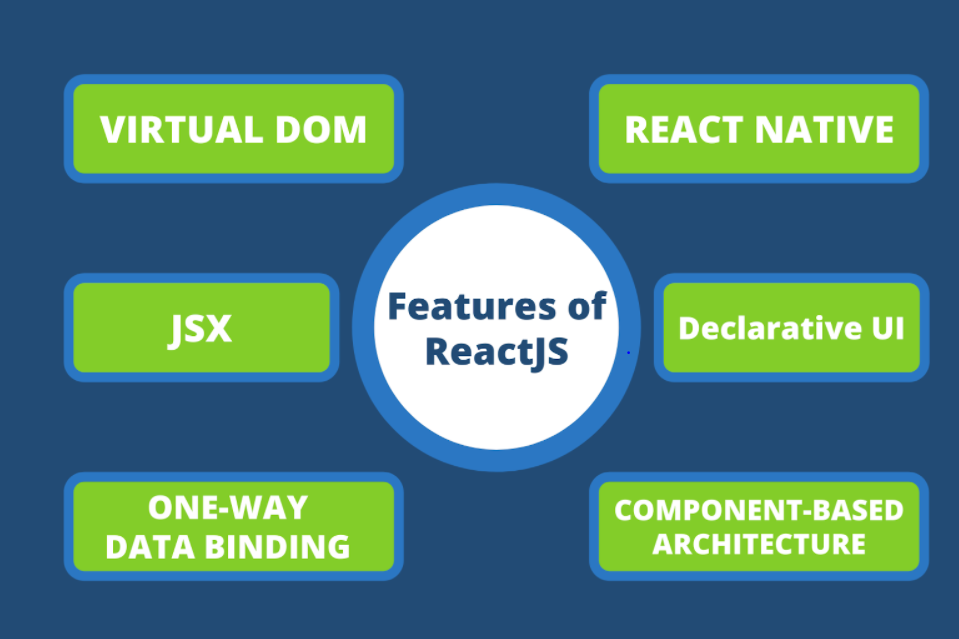 VIRTUAL DOM
REACT NATIVE
Features of
ReactJS
JSX
Declarative UI
ONE-WAY
DATA BINDING
COMPONENT-BASED
ARCHITECTURE